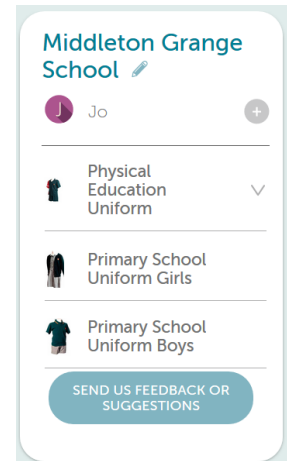 Middleton Grange
School
J
Jo
+
Physical
Education
Uniform
Primary School
Uniform Girls
Primary School
Uniform Boys
SEND US FEEDBACK OR
SUGGESTIONS